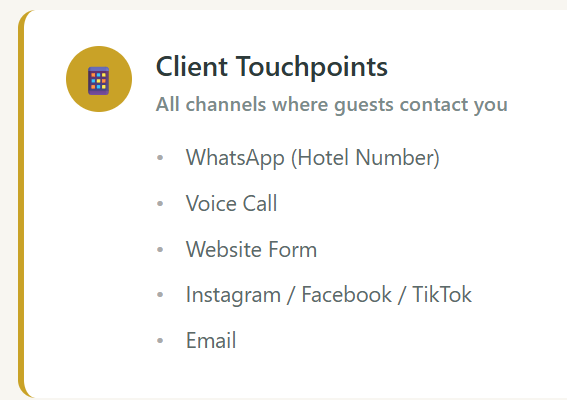 Client Touchpoints
All channels where guests contact you
• WhatsApp (Hotel Number)
• Voice Call
• Website Form
• Instagram / Facebook / TikTok
• Email